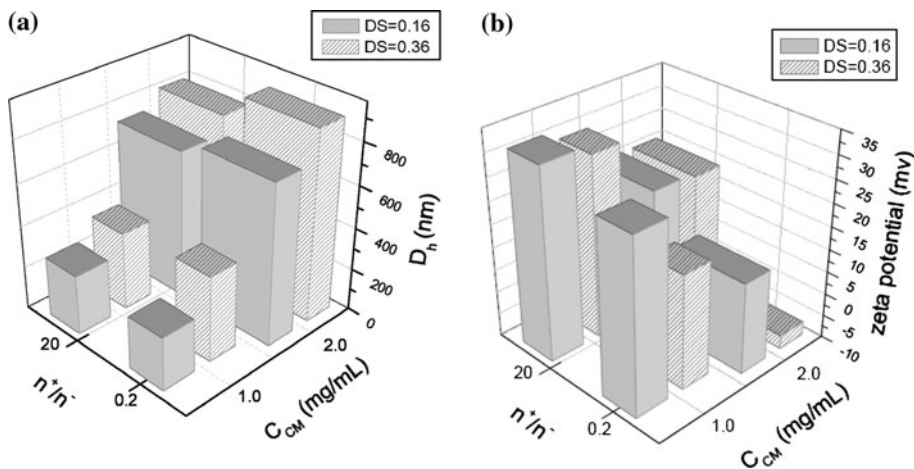 (a)
DS=0.16
DS=0.36
800
600
400
200
0
D_h (nm)
20
0.2
n⁺/n⁻
1.0
2.0
C_CM (mg/mL)
(b)
DS=0.16
DS=0.36
35
30
25
20
15
10
5
0
-5
-10
zeta potential (mv)
20
0.2
n⁺/n⁻
1.0
2.0
C_CM (mg/mL)